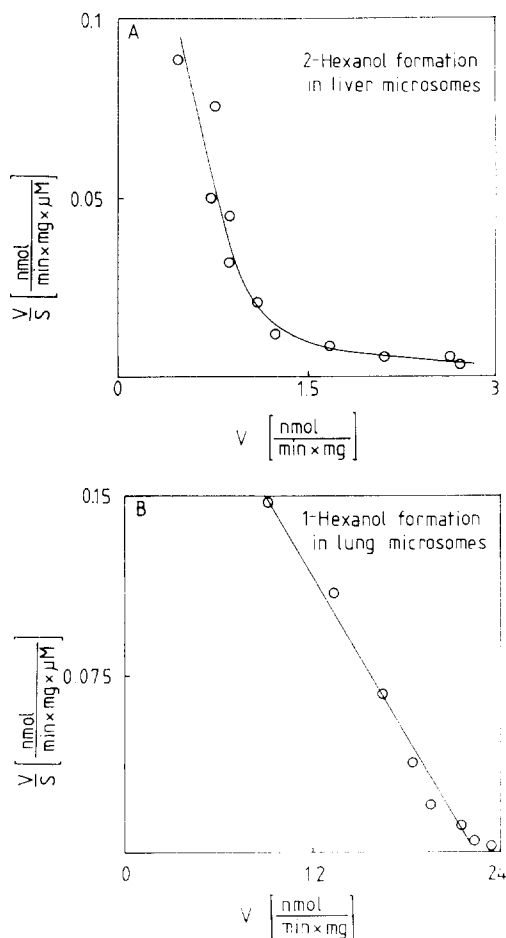 0.1
A
2-Hexanol formation
in liver microsomes
0.05
V/S [nmol/min×mg×μM]
0
1.5
3
V [nmol/min×mg]
0.15
B
1-Hexanol formation
in lung microsomes
0.075
V/S [nmol/min×mg×μM]
0
12
24
V [nmol/min×mg]